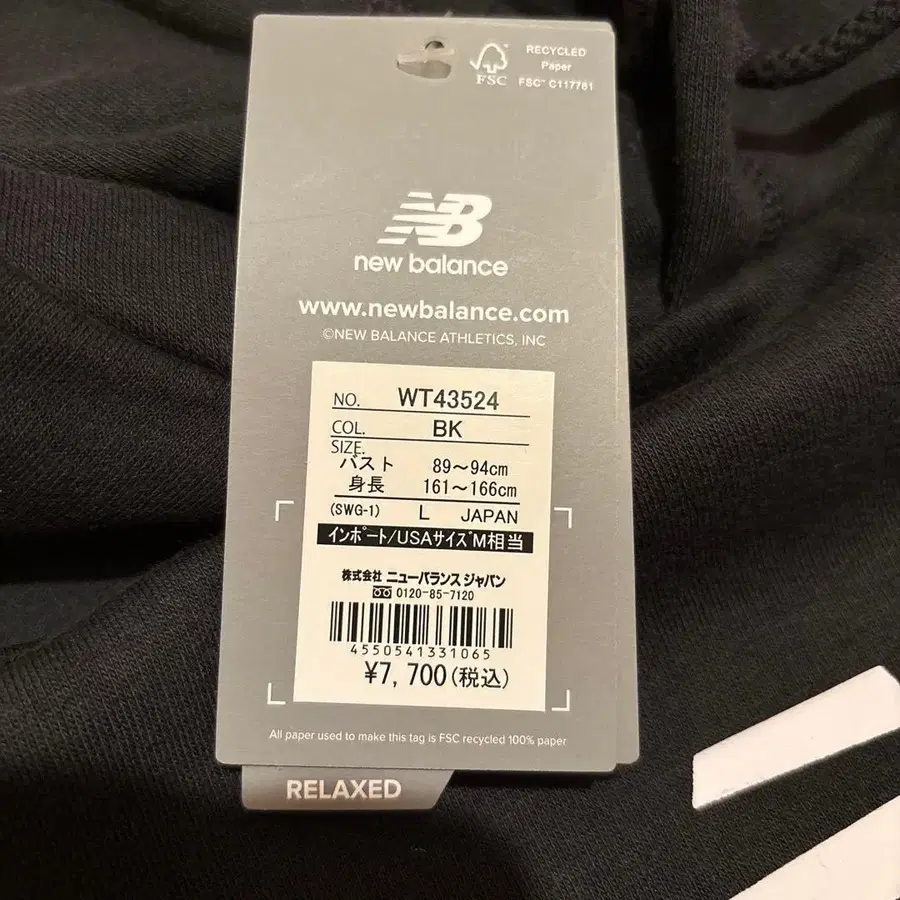 FSC
RECYCLED
Paper
FSC™ C117781
NB
new balance
www.newbalance.com
©NEW BALANCE ATHLETICS, INC
NO. WT43524
COL. BK
SIZE.
バスト 89～94cm
身長 161～166cm
(SWG-1) L JAPAN
インポート/USAサイズM相当
株式会社 ニューバランス ジャパン
0120-85-7120
4550541331065
¥7,700(税込)
All paper used to make this tag is FSC recycled 100% paper
RELAXED